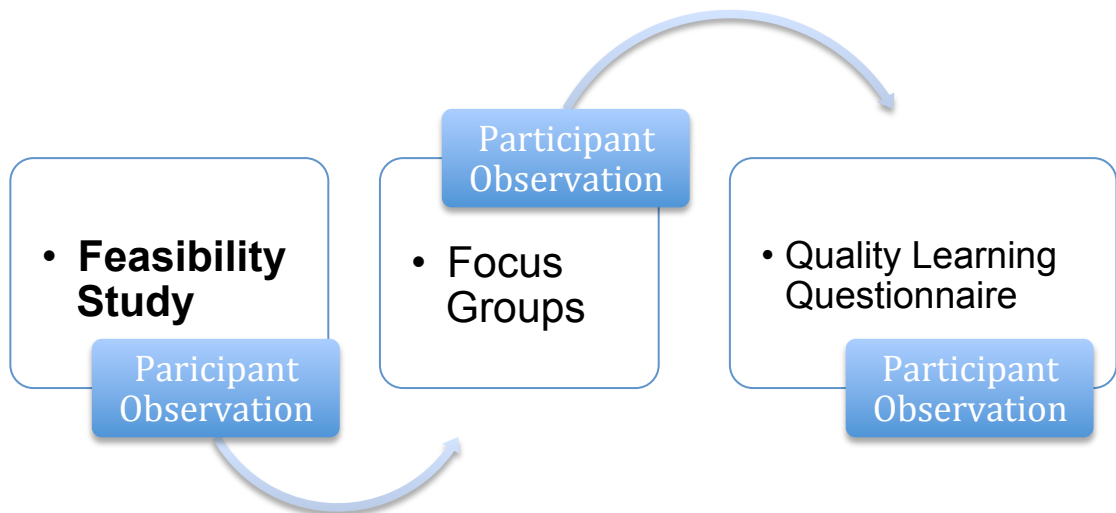 • Feasibility
Study
Paricipant
Observation
Participant
Observation
• Focus
Groups
• Quality Learning
Questionnaire
Participant
Observation